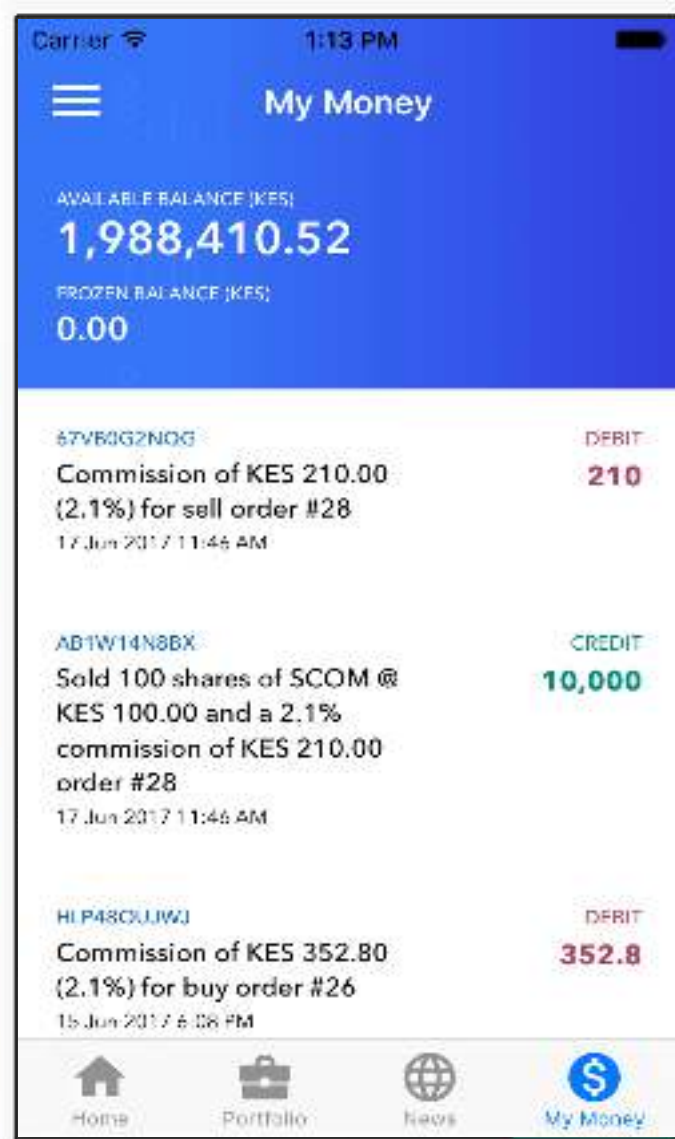 Carrier 1:13 PM
My Money
AVAILABLE BALANCE (KES)
1,988,410.52
FROZEN BALANCE (KES)
0.00
67VB0G2NQG DEBIT
Commission of KES 210.00 210
(2.1%) for sell order #28
17 Jun 2017 11:46 AM
AB1W14N8BX CREDIT
Sold 100 shares of SCOM @ 10,000
KES 100.00 and a 2.1%
commission of KES 210.00
order #28
17 Jun 2017 11:46 AM
DEBIT
Commission of KES 352.80 352.8
(2.1%) for buy order #26
15 Jun 2017 6:08 PM
Home Portfolio News My Money